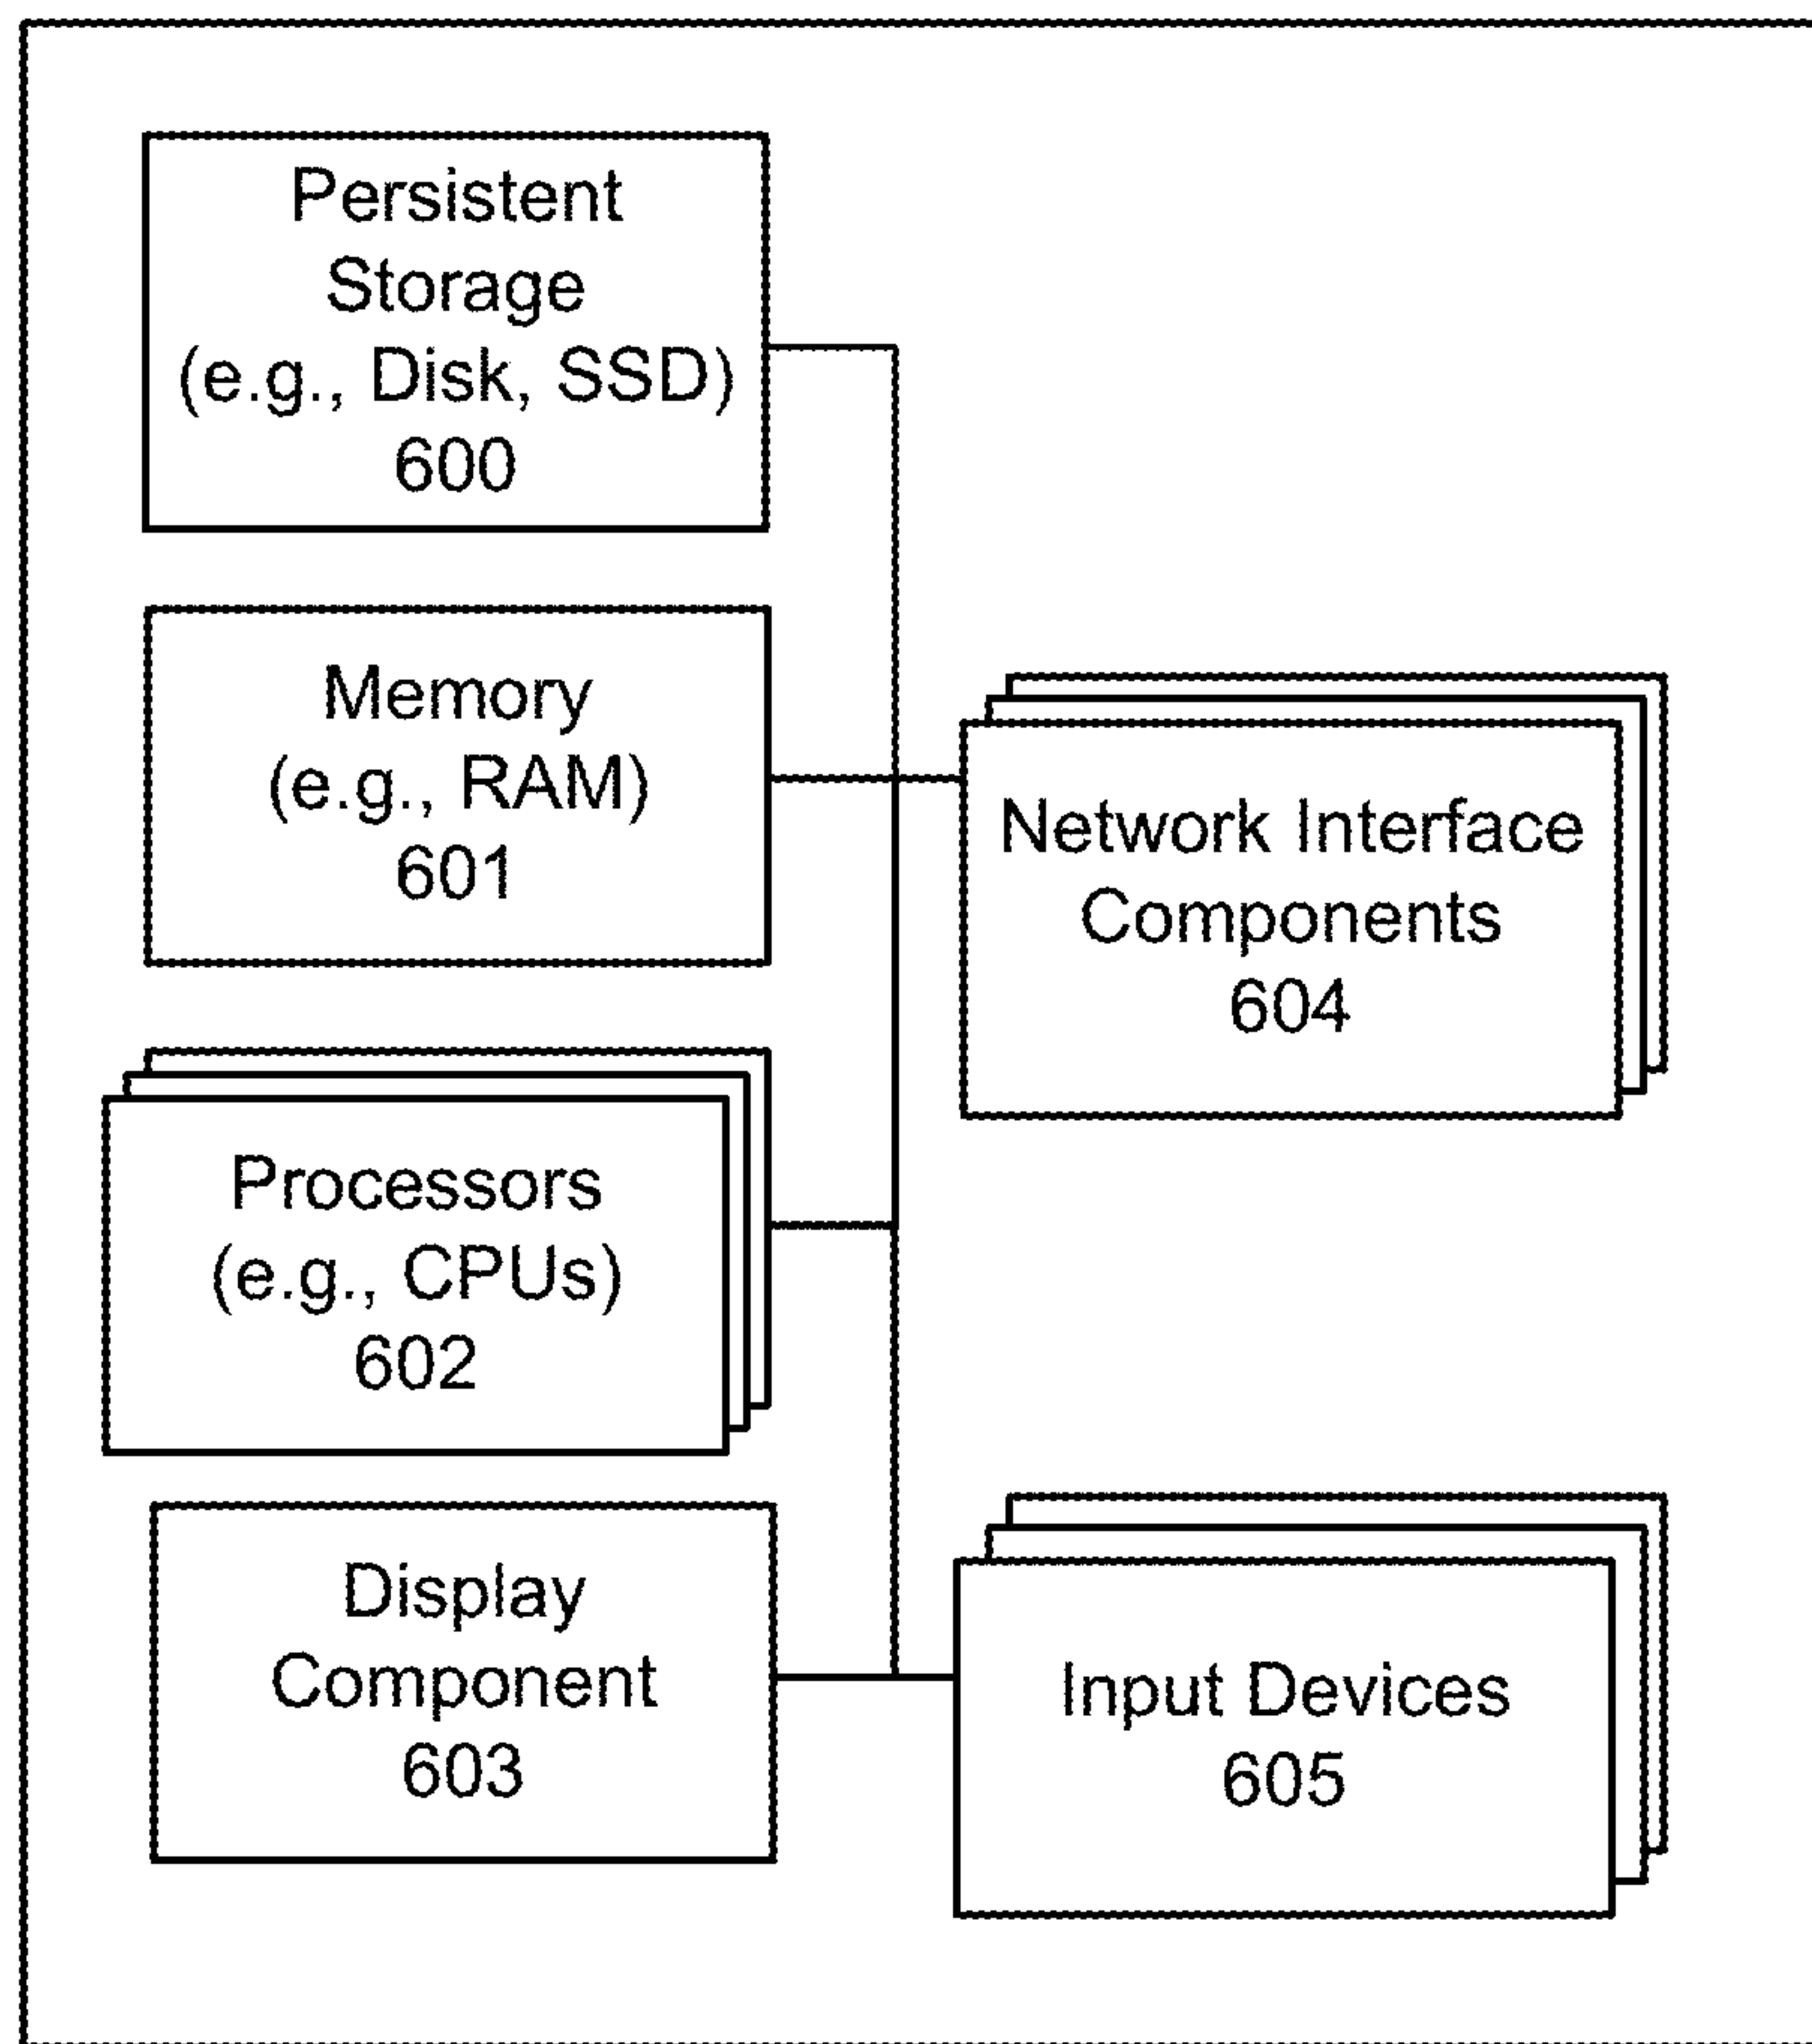 Persistent
Storage
(e.g., Disk, SSD)
600
Memory
(e.g., RAM)
601
Network Interface
Components
604
Processors
(e.g., CPUs)
602
Display
Component
603
Input Devices
605